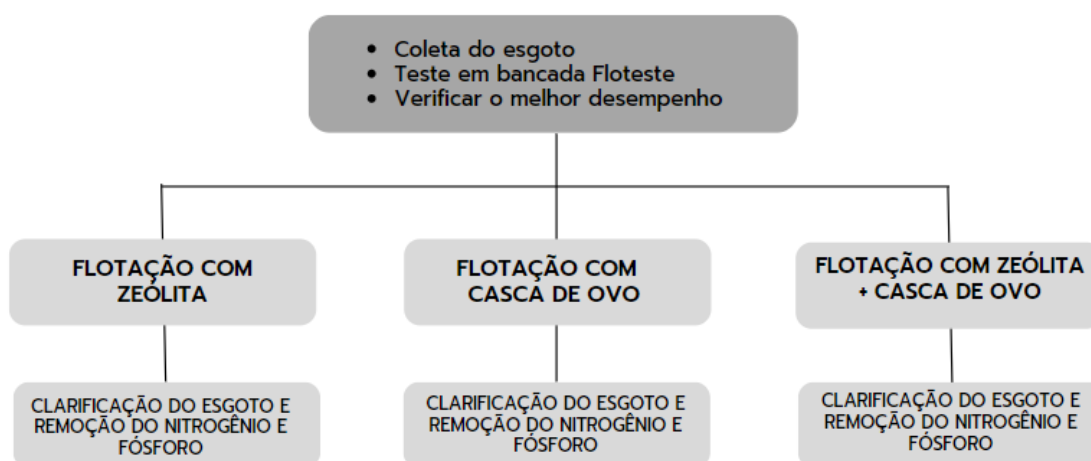 • Coleta do esgoto
• Teste em bancada Floteste
• Verificar o melhor desempenho
FLOTAÇÃO COM
ZEÓLITA
FLOTAÇÃO COM
CASCA DE OVO
FLOTAÇÃO COM ZEÓLITA
+ CASCA DE OVO
CLARIFICAÇÃO DO ESGOTO E
REMOÇÃO DO NITROGÊNIO E
FÓSFORO
CLARIFICAÇÃO DO ESGOTO E
REMOÇÃO DO NITROGÊNIO E
FÓSFORO
CLARIFICAÇÃO DO ESGOTO E
REMOÇÃO DO NITROGÊNIO E
FÓSFORO